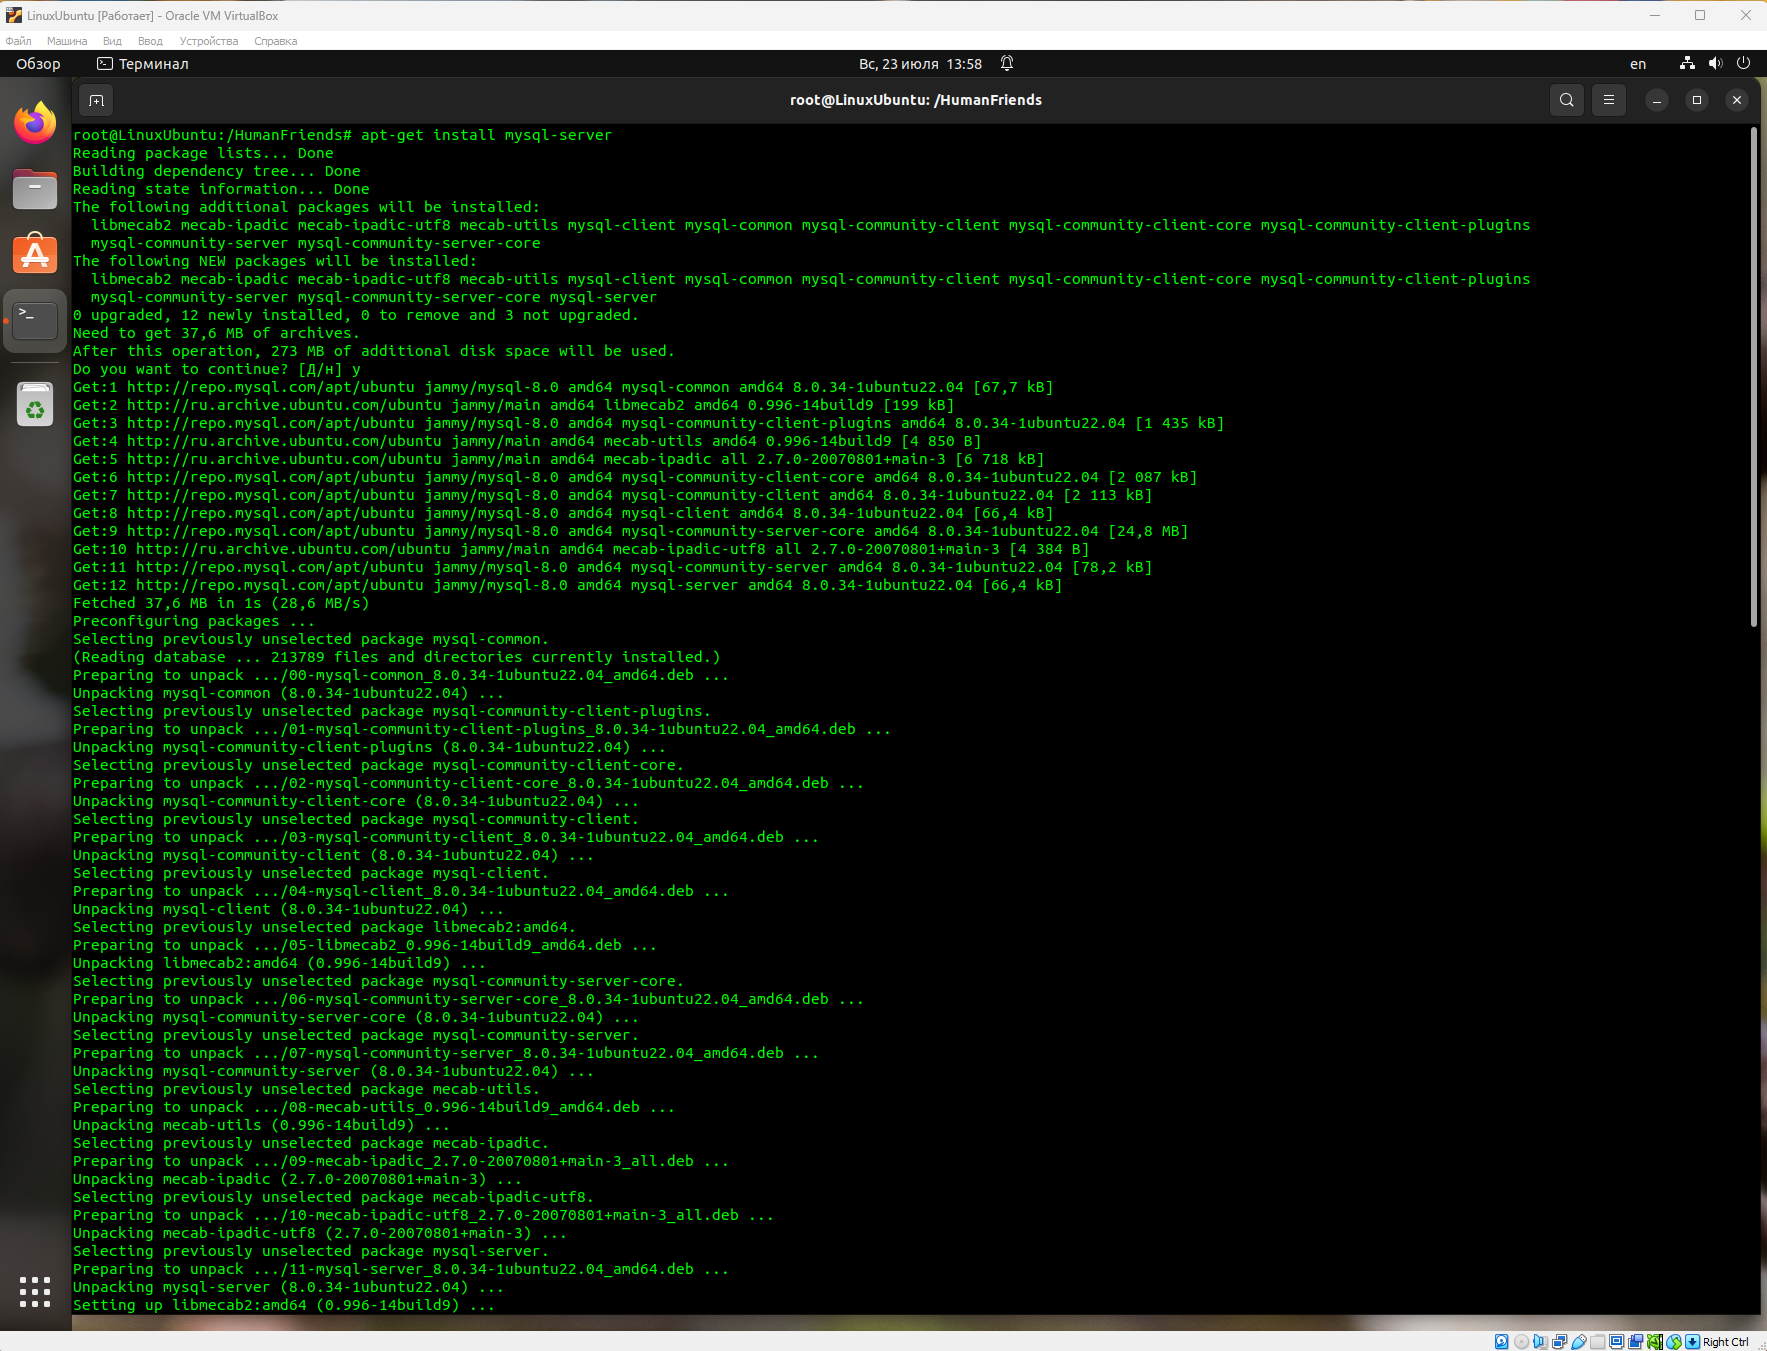 LinuxUbuntu [Работает] - Oracle VM VirtualBox
Файл Машина Вид Ввод Устройства Справка
Обзор Терминал Вс, 23 июля 13:58 en
root@LinuxUbuntu: /HumanFriends
root@LinuxUbuntu:/HumanFriends# apt-get install mysql-server
Reading package lists... Done
Building dependency tree... Done
Reading state information... Done
The following additional packages will be installed:
  libmecab2 mecab-ipadic mecab-ipadic-utf8 mecab-utils mysql-client mysql-common mysql-community-client mysql-community-client-core mysql-community-client-plugins
  mysql-community-server mysql-community-server-core
The following NEW packages will be installed:
  libmecab2 mecab-ipadic mecab-ipadic-utf8 mecab-utils mysql-client mysql-common mysql-community-client mysql-community-client-core mysql-community-client-plugins
  mysql-community-server mysql-community-server-core mysql-server
0 upgraded, 12 newly installed, 0 to remove and 3 not upgraded.
Need to get 37,6 MB of archives.
After this operation, 273 MB of additional disk space will be used.
Do you want to continue? [Д/н] y
Get:1 http://repo.mysql.com/apt/ubuntu jammy/mysql-8.0 amd64 mysql-common amd64 8.0.34-1ubuntu22.04 [67,7 kB]
Get:2 http://ru.archive.ubuntu.com/ubuntu jammy/main amd64 libmecab2 amd64 0.996-14build9 [199 kB]
Get:3 http://repo.mysql.com/apt/ubuntu jammy/mysql-8.0 amd64 mysql-community-client-plugins amd64 8.0.34-1ubuntu22.04 [1 435 kB]
Get:4 http://ru.archive.ubuntu.com/ubuntu jammy/main amd64 mecab-utils amd64 0.996-14build9 [4 850 B]
Get:5 http://ru.archive.ubuntu.com/ubuntu jammy/main amd64 mecab-ipadic all 2.7.0-20070801+main-3 [6 718 kB]
Get:6 http://repo.mysql.com/apt/ubuntu jammy/mysql-8.0 amd64 mysql-community-client-core amd64 8.0.34-1ubuntu22.04 [2 087 kB]
Get:7 http://repo.mysql.com/apt/ubuntu jammy/mysql-8.0 amd64 mysql-community-client amd64 8.0.34-1ubuntu22.04 [2 113 kB]
Get:8 http://repo.mysql.com/apt/ubuntu jammy/mysql-8.0 amd64 mysql-client amd64 8.0.34-1ubuntu22.04 [66,4 kB]
Get:9 http://repo.mysql.com/apt/ubuntu jammy/mysql-8.0 amd64 mysql-community-server-core amd64 8.0.34-1ubuntu22.04 [24,8 MB]
Get:10 http://ru.archive.ubuntu.com/ubuntu jammy/main amd64 mecab-ipadic-utf8 all 2.7.0-20070801+main-3 [4 384 B]
Get:11 http://repo.mysql.com/apt/ubuntu jammy/mysql-8.0 amd64 mysql-community-server amd64 8.0.34-1ubuntu22.04 [78,2 kB]
Get:12 http://repo.mysql.com/apt/ubuntu jammy/mysql-8.0 amd64 mysql-server amd64 8.0.34-1ubuntu22.04 [66,4 kB]
Fetched 37,6 MB in 1s (28,6 MB/s)
Preconfiguring packages ...
Selecting previously unselected package mysql-common.
(Reading database ... 213789 files and directories currently installed.)
Preparing to unpack .../00-mysql-common_8.0.34-1ubuntu22.04_amd64.deb ...
Unpacking mysql-common (8.0.34-1ubuntu22.04) ...
Selecting previously unselected package mysql-community-client-plugins.
Preparing to unpack .../01-mysql-community-client-plugins_8.0.34-1ubuntu22.04_amd64.deb ...
Unpacking mysql-community-client-plugins (8.0.34-1ubuntu22.04) ...
Selecting previously unselected package mysql-community-client-core.
Preparing to unpack .../02-mysql-community-client-core_8.0.34-1ubuntu22.04_amd64.deb ...
Unpacking mysql-community-client-core (8.0.34-1ubuntu22.04) ...
Selecting previously unselected package mysql-community-client.
Preparing to unpack .../03-mysql-community-client_8.0.34-1ubuntu22.04_amd64.deb ...
Unpacking mysql-community-client (8.0.34-1ubuntu22.04) ...
Selecting previously unselected package mysql-client.
Preparing to unpack .../04-mysql-client_8.0.34-1ubuntu22.04_amd64.deb ...
Unpacking mysql-client (8.0.34-1ubuntu22.04) ...
Selecting previously unselected package libmecab2:amd64.
Preparing to unpack .../05-libmecab2_0.996-14build9_amd64.deb ...
Unpacking libmecab2:amd64 (0.996-14build9) ...
Selecting previously unselected package mysql-community-server-core.
Preparing to unpack .../06-mysql-community-server-core_8.0.34-1ubuntu22.04_amd64.deb ...
Unpacking mysql-community-server-core (8.0.34-1ubuntu22.04) ...
Selecting previously unselected package mysql-community-server.
Preparing to unpack .../07-mysql-community-server_8.0.34-1ubuntu22.04_amd64.deb ...
Unpacking mysql-community-server (8.0.34-1ubuntu22.04) ...
Selecting previously unselected package mecab-utils.
Preparing to unpack .../08-mecab-utils_0.996-14build9_amd64.deb ...
Unpacking mecab-utils (0.996-14build9) ...
Selecting previously unselected package mecab-ipadic.
Preparing to unpack .../09-mecab-ipadic_2.7.0-20070801+main-3_all.deb ...
Unpacking mecab-ipadic (2.7.0-20070801+main-3) ...
Selecting previously unselected package mecab-ipadic-utf8.
Preparing to unpack .../10-mecab-ipadic-utf8_2.7.0-20070801+main-3_all.deb ...
Unpacking mecab-ipadic-utf8 (2.7.0-20070801+main-3) ...
Selecting previously unselected package mysql-server.
Preparing to unpack .../11-mysql-server_8.0.34-1ubuntu22.04_amd64.deb ...
Unpacking mysql-server (8.0.34-1ubuntu22.04) ...
Setting up libmecab2:amd64 (0.996-14build9) ...
Right Ctrl